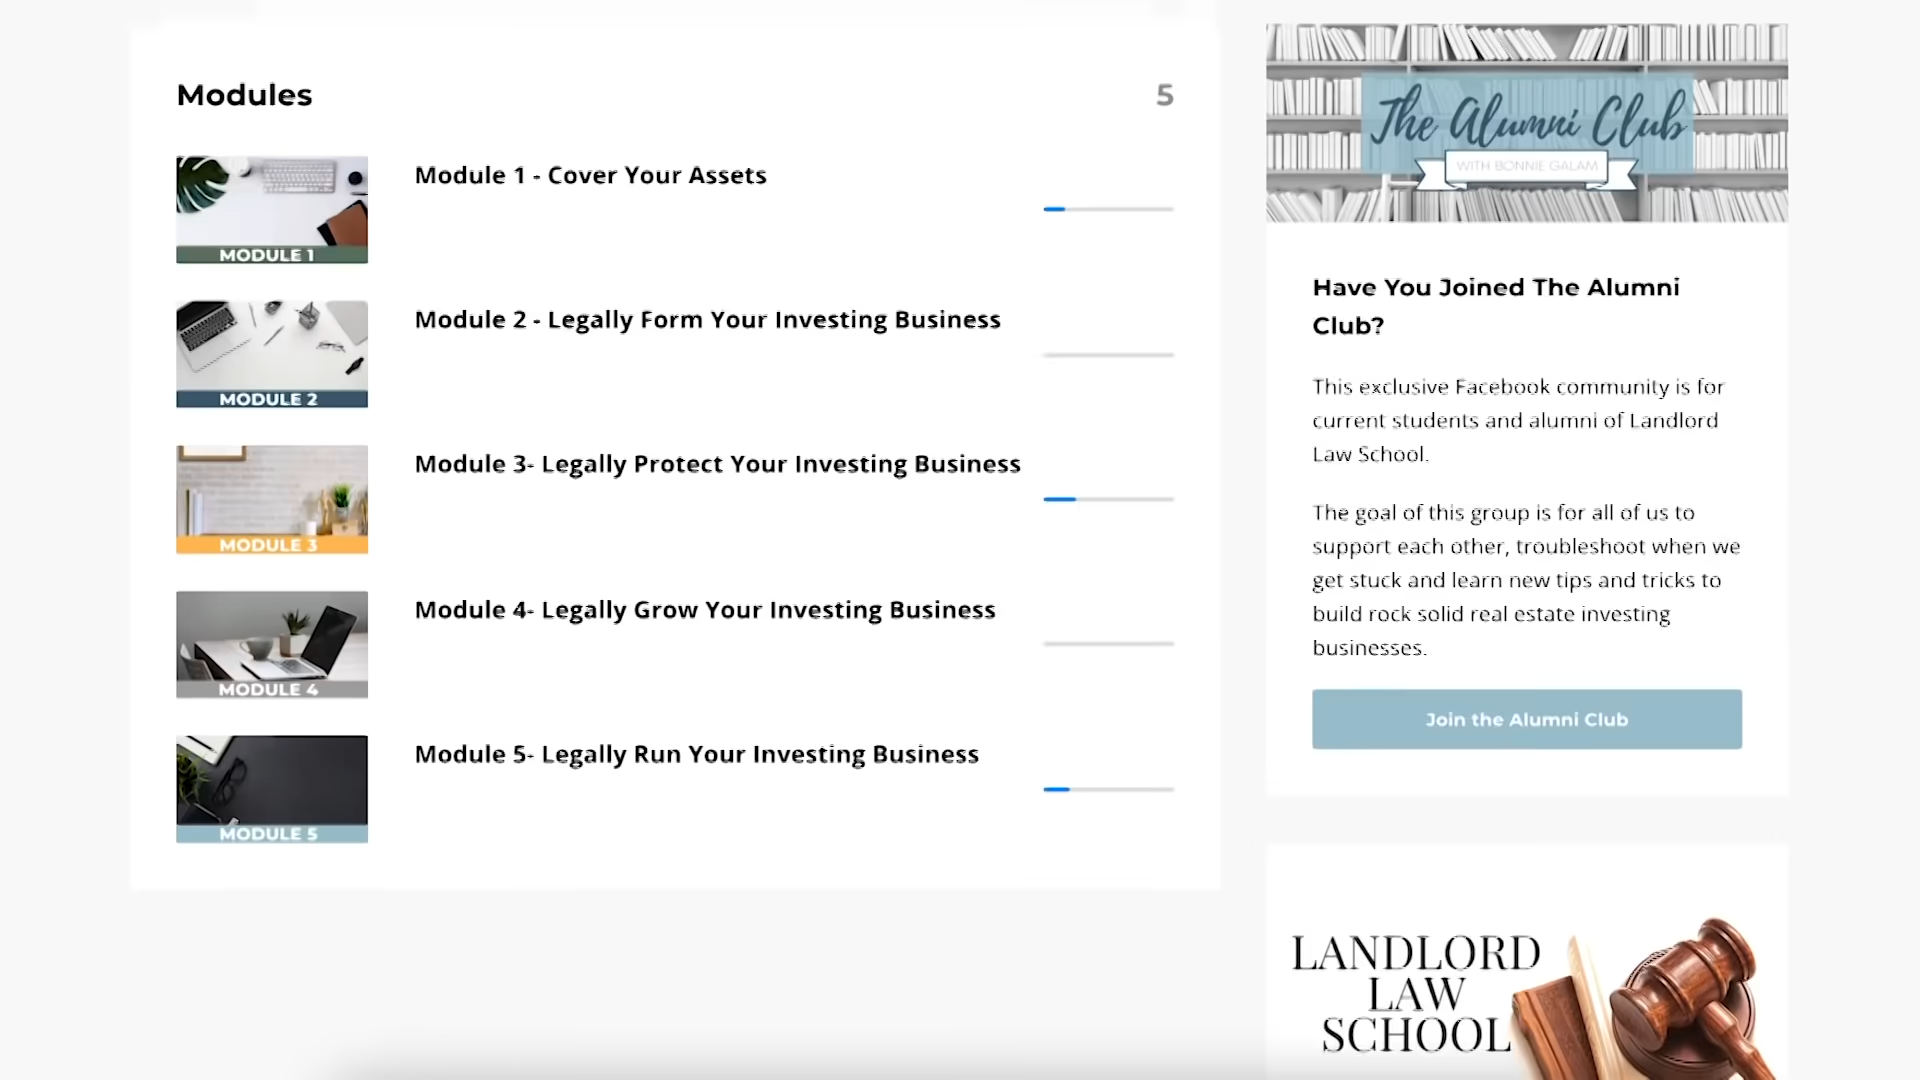 Modules
5
Module 1 - Cover Your Assets
MODULE 1
Module 2 - Legally Form Your Investing Business
MODULE 2
Module 3- Legally Protect Your Investing Business
MODULE 3
Module 4- Legally Grow Your Investing Business
MODULE 4
Module 5- Legally Run Your Investing Business
MODULE 5
The Alumni Club
WITH BONNIE GALAM
Have You Joined The Alumni
Club?
This exclusive Facebook community is for
current students and alumni of Landlord
Law School.
The goal of this group is for all of us to
support each other, troubleshoot when we
get stuck and learn new tips and tricks to
build rock solid real estate investing
businesses.
Join the Alumni Club
LANDLORD
LAW
SCHOOL